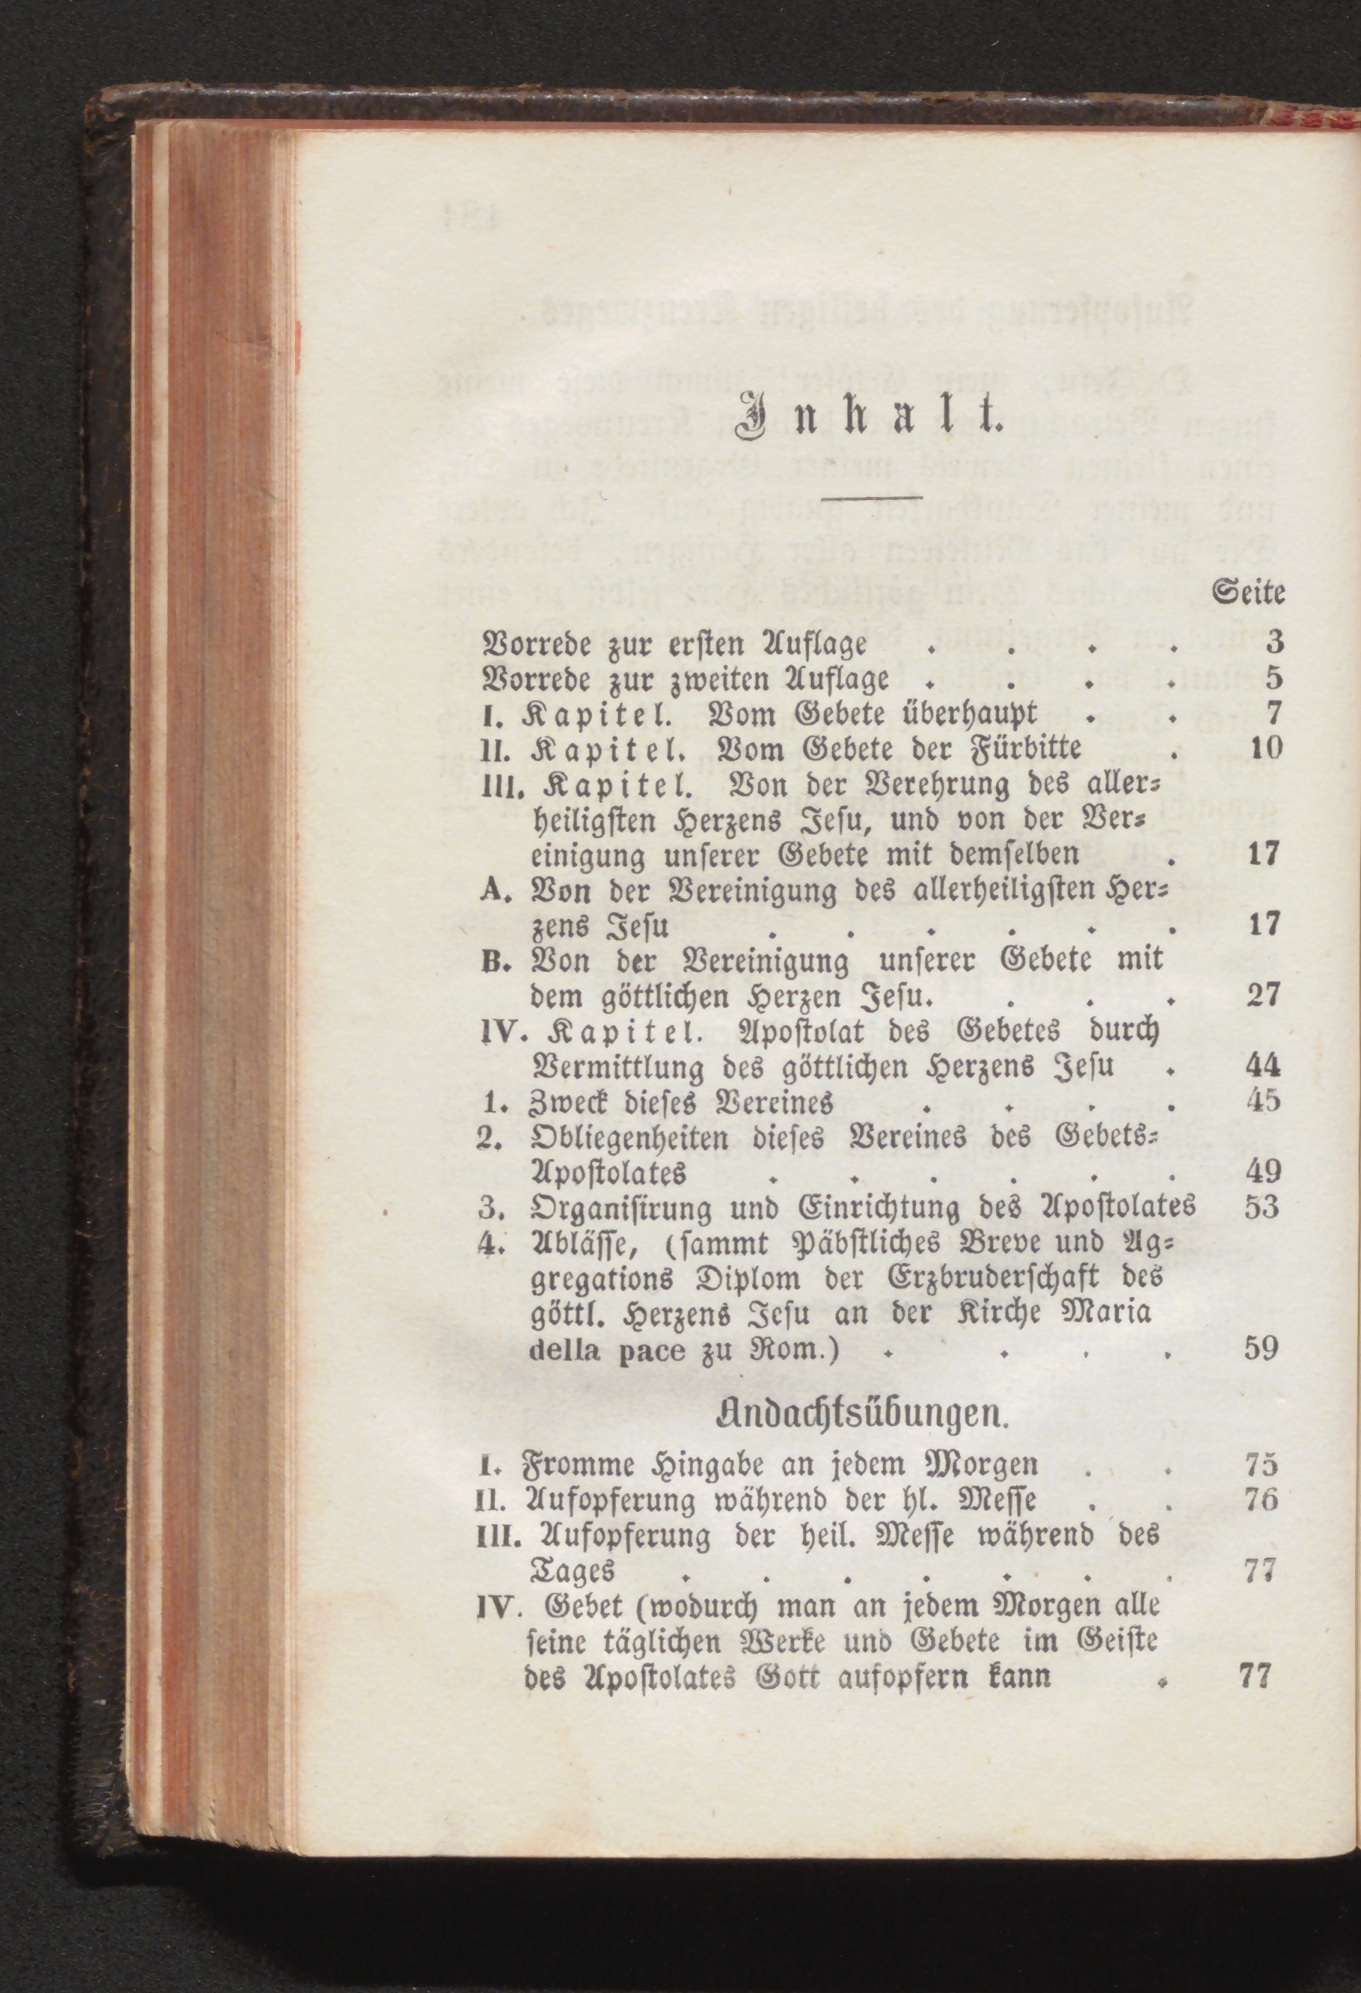 Inhalt.
Seite
Vorrede zur ersten Auflage . . . . 3
Vorrede zur zweiten Auflage . . . . 5
I. Kapitel. Vom Gebete überhaupt . . 7
II. Kapitel. Vom Gebete der Fürbitte . 10
III. Kapitel. Von der Verehrung des aller-
heiligsten Herzens Jesu, und von der Ver-
einigung unserer Gebete mit demselben . 17
A. Von der Vereinigung des allerheiligsten Her-
zens Jesu . . . . . . 17
B. Von der Vereinigung unserer Gebete mit
dem göttlichen Herzen Jesu. . . . 27
IV. Kapitel. Apostolat des Gebetes durch
Vermittlung des göttlichen Herzens Jesu . 44
1. Zweck dieses Vereines . . . . 45
2. Obliegenheiten dieses Vereines des Gebets-
Apostolates . . . . . . 49
3. Organisirung und Einrichtung des Apostolates 53
4. Ablässe, (sammt Päbstliches Breve und Ag-
gregations Diplom der Erzbruderschaft des
göttl. Herzens Jesu an der Kirche Maria
della pace zu Rom.) . . . . 59
Andachtsübungen.
I. Fromme Hingabe an jedem Morgen . . 75
II. Aufopferung während der hl. Messe . . 76
III. Aufopferung der heil. Messe während des
Tages . . . . . . . 77
IV. Gebet (wodurch man an jedem Morgen alle
seine täglichen Werke und Gebete im Geiste
des Apostolates Gott aufopfern kann . 77